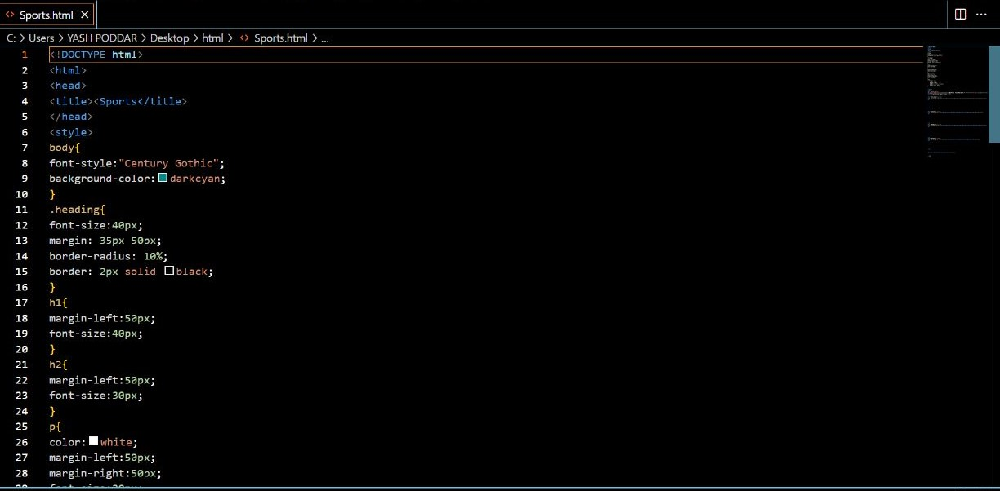 Sports.html
C: > Users > YASH PODDAR > Desktop > html > <> Sports.html > ...
1 <!DOCTYPE html>
2 <html>
3 <head>
4 <title><Sports</title>
5 </head>
6 <style>
7 body{
8 font-style:"Century Gothic";
9 background-color: darkcyan;
10 }
11 .heading{
12 font-size:40px;
13 margin: 35px 50px;
14 border-radius: 10%;
15 border: 2px solid black;
16 }
17 h1{
18 margin-left:50px;
19 font-size:40px;
20 }
21 h2{
22 margin-left:50px;
23 font-size:30px;
24 }
25 p{
26 color: white;
27 margin-left:50px;
28 margin-right:50px;